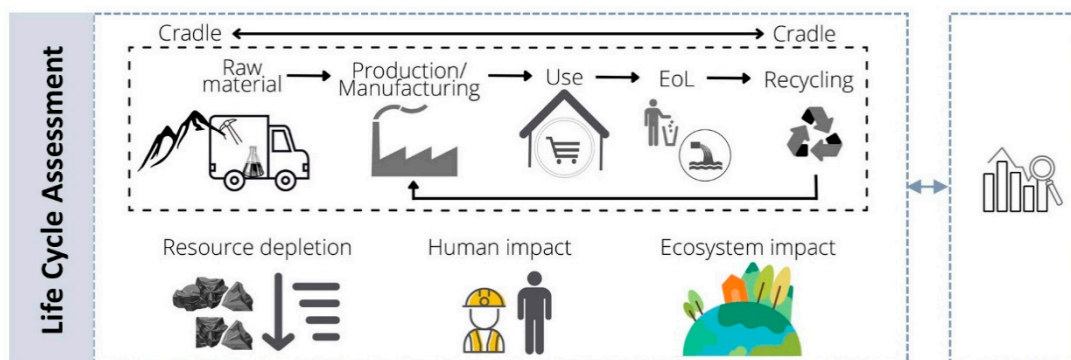 Life Cycle Assessment
Cradle Cradle
Raw material
Production/ Manufacturing
Use
EoL
Recycling
Resource depletion
Human impact
Ecosystem impact